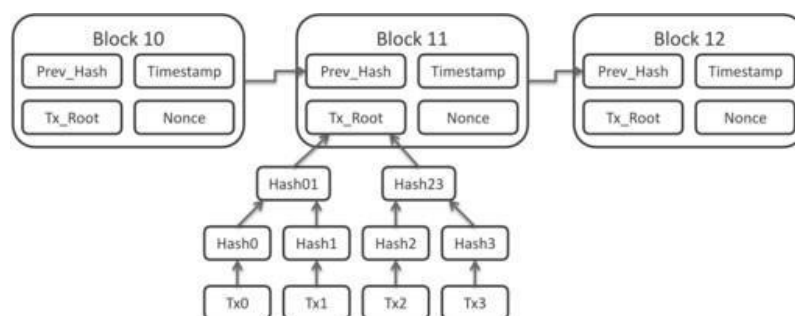 Block 10
Block 11
Block 12
Prev_Hash
Timestamp
Prev_Hash
Timestamp
Prev_Hash
Timestamp
Tx_Root
Nonce
Tx_Root
Nonce
Tx_Root
Nonce
Hash01
Hash23
Hash0
Hash1
Hash2
Hash3
Tx0
Tx1
Tx2
Tx3